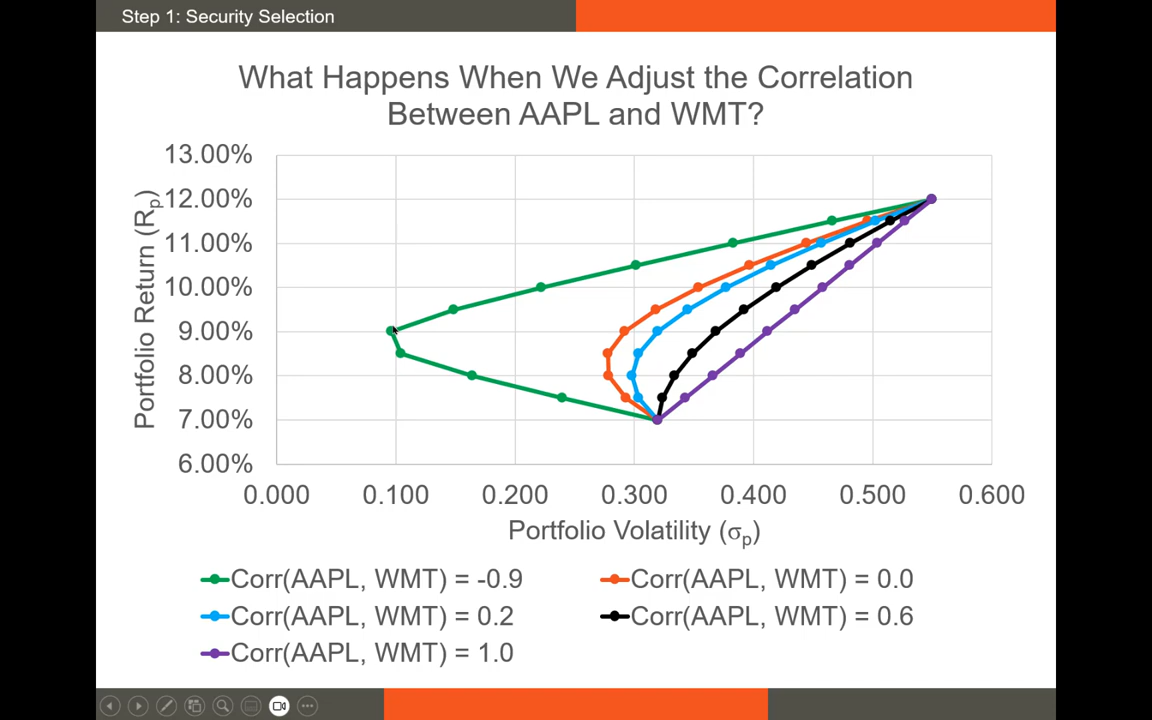 Step 1: Security Selection
What Happens When We Adjust the Correlation
Between AAPL and WMT?
13.00%
12.00%
11.00%
10.00%
9.00%
8.00%
7.00%
6.00%
Portfolio Return (Rp)
0.000 0.100 0.200 0.300 0.400 0.500 0.600
Portfolio Volatility (σp)
Corr(AAPL, WMT) = -0.9 Corr(AAPL, WMT) = 0.0
Corr(AAPL, WMT) = 0.2 Corr(AAPL, WMT) = 0.6
Corr(AAPL, WMT) = 1.0